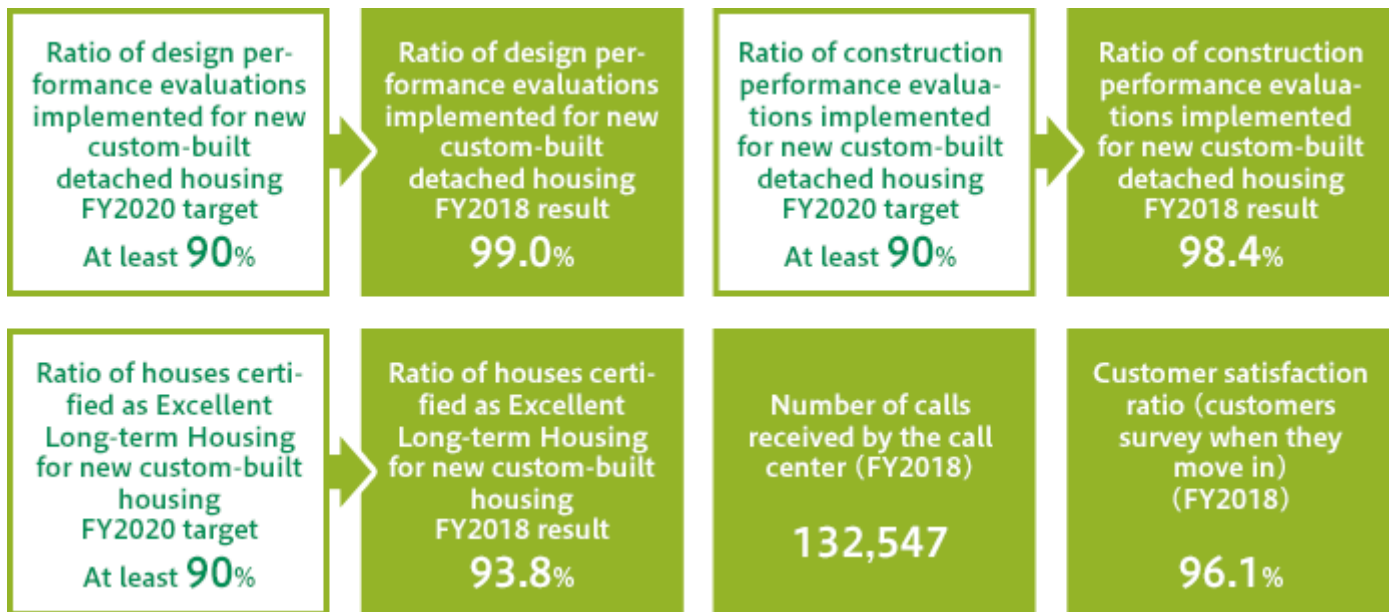 Ratio of design per-
formance evaluations
implemented for new
custom-built
detached housing
FY2020 target
At least 90%
Ratio of design per-
formance evaluations
implemented for new
custom-built
detached housing
FY2018 result
99.0%
Ratio of construction
performance evalua-
tions implemented
for new custom-built
detached housing
FY2020 target
At least 90%
Ratio of construction
performance evalua-
tions implemented
for new custom-built
detached housing
FY2018 result
98.4%
Ratio of houses certi-
fied as Excellent
Long-term Housing
for new custom-built
housing
FY2020 target
At least 90%
Ratio of houses certi-
fied as Excellent
Long-term Housing
for new custom-built
housing
FY2018 result
93.8%
Number of calls
received by the call
center (FY2018)
132,547
Customer satisfaction
ratio (customers
survey when they
move in)
(FY2018)
96.1%